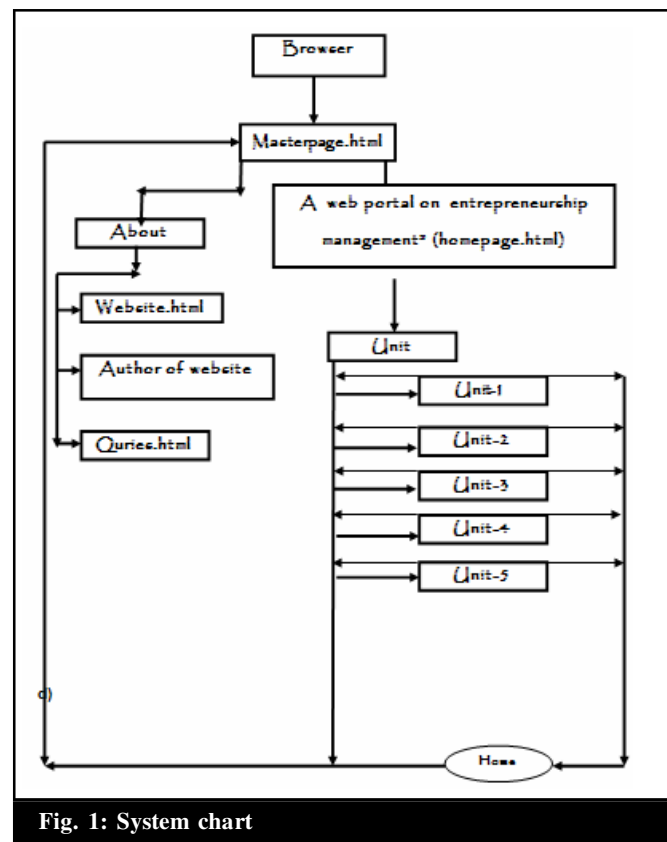 Browser
Masterpage.html
A web portal on entrepreneurship
management* (homepage.html)
About
Website.html
Author of website
Quries.html
Unit
Unit-1
Unit-2
Unit-3
Unit-4
Unit-5
d)
Home
Fig. 1: System chart